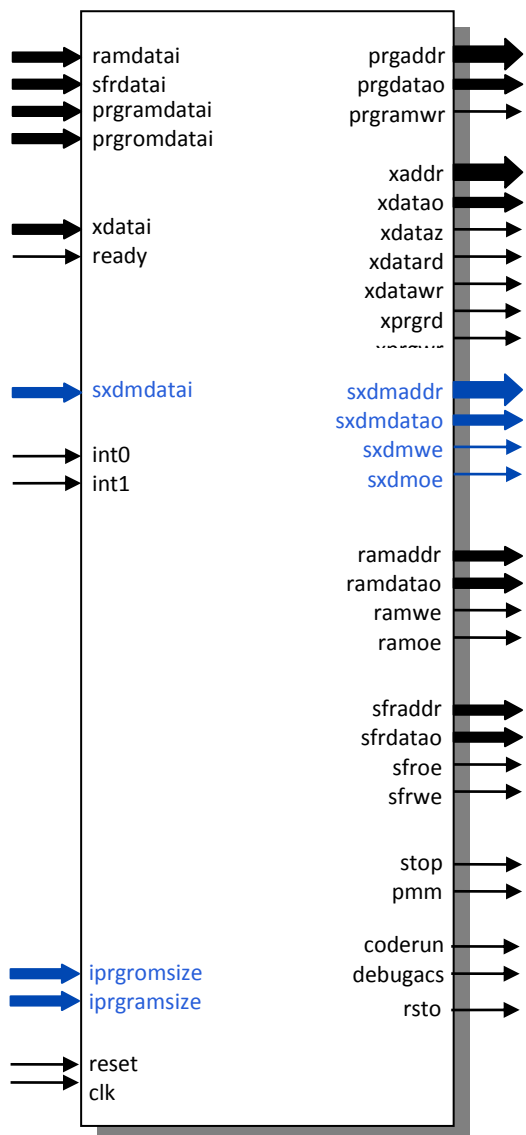 ramdatai
sfrdatai
prgramdatai
prgromdatai
xdatai
ready
sxdmdatai
int0
int1
iprgromsize
iprgramsize
reset
clk
prgaddr
prgdatao
prgramwr
xaddr
xdatao
xdataz
xdatard
xdatawr
xprgrd
xprgwr
sxdmaddr
sxdmdatao
sxdmwe
sxdmoe
ramaddr
ramdatao
ramwe
ramoe
sfraddr
sfrdatao
sfroe
sfrwe
stop
pmm
coderun
debugacs
rsto